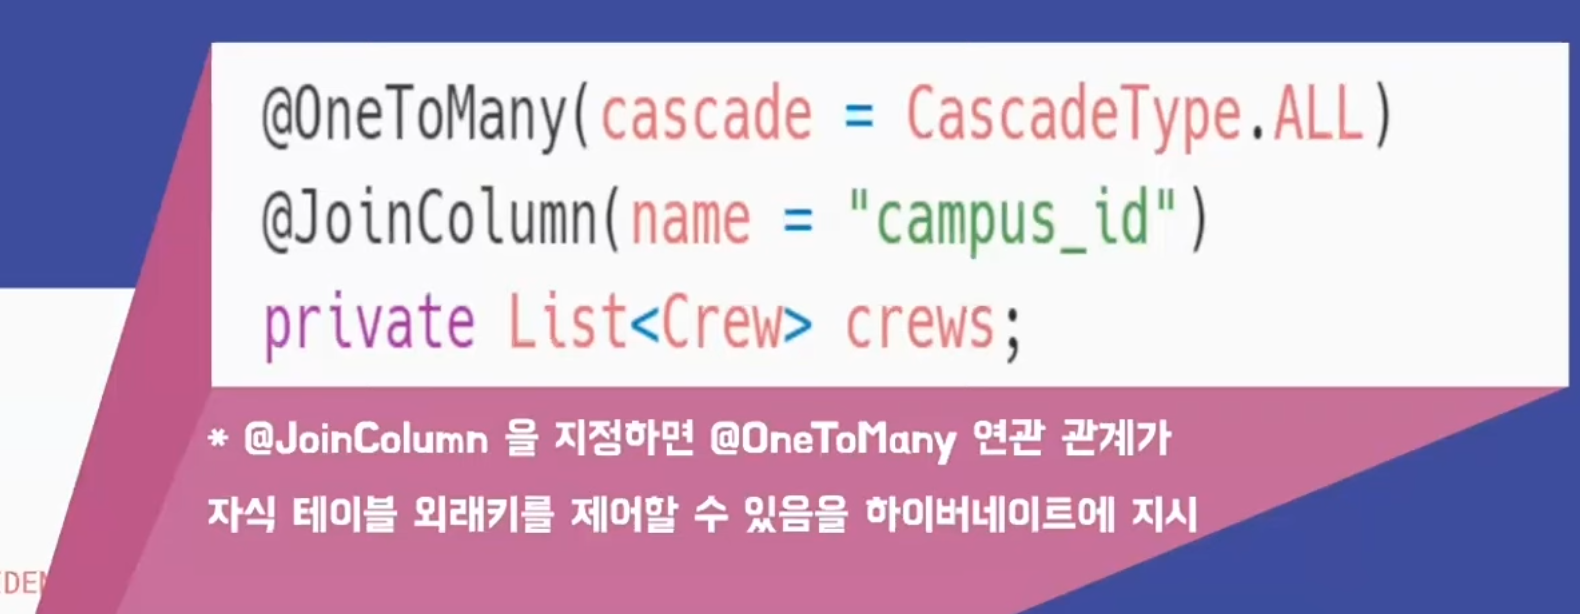 @OneToMany(cascade = CascadeType.ALL)
@JoinColumn(name = "campus_id")
private List<Crew> crews;
* @JoinColumn 을 지정하면 @OneToMany 연관 관계가
자식 테이블 외래키를 제어할 수 있음을 하이버네이트에 지시